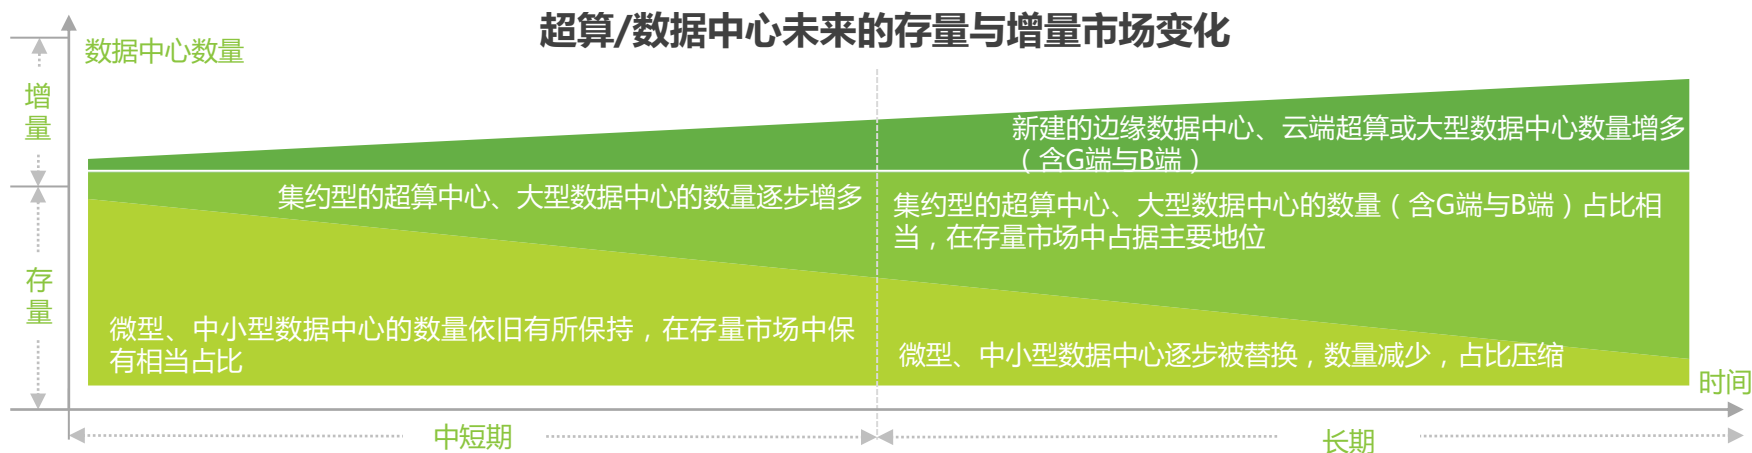 超算/数据中心未来的存量与增量市场变化
数据中心数量
增
量
新建的边缘数据中心、云端超算或大型数据中心数量增多
（含G端与B端）
集约型的超算中心、大型数据中心的数量逐步增多
集约型的超算中心、大型数据中心的数量（含G端与B端）占比相
当，在存量市场中占据主要地位
存
量
微型、中小型数据中心的数量依旧有所保持，在存量市场中保
有相当占比
微型、中小型数据中心逐步被替换，数量减少，占比压缩
时间
中短期
长期